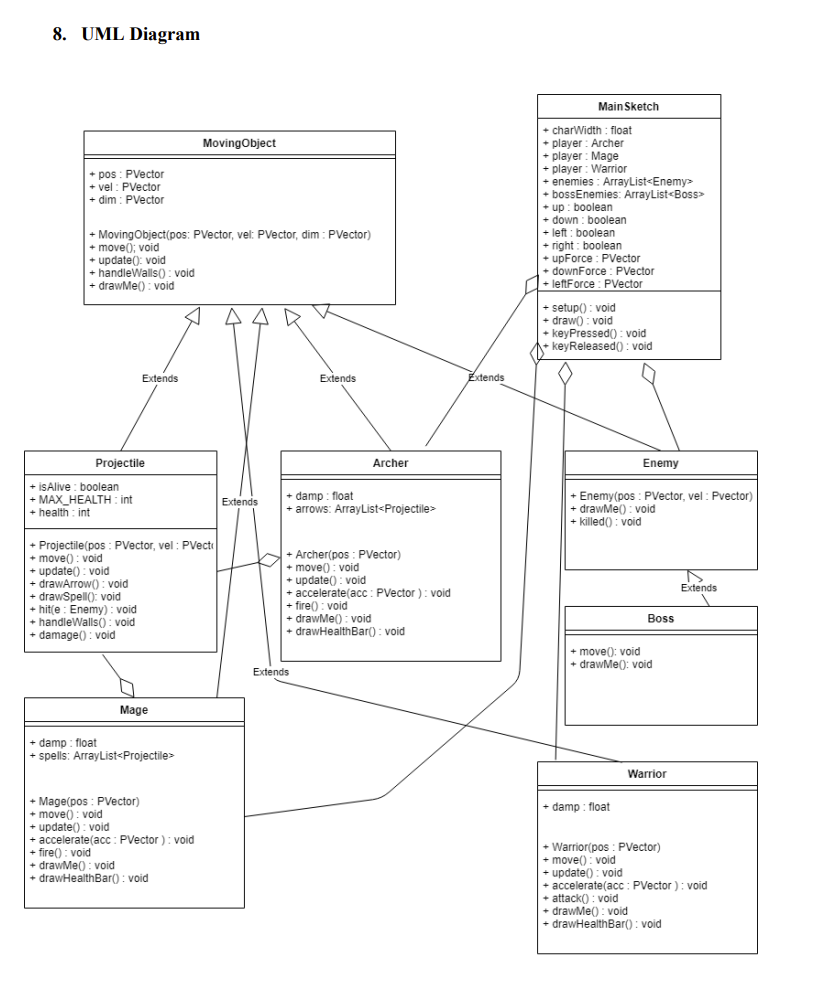 8. UML Diagram
MainSketch
+ charWidth : float
+ player : Archer
+ player : Mage
+ player : Warrior
+ enemies : ArrayList<Enemy>
+ bossEnemies: ArrayList<Boss>
+ up : boolean
+ down : boolean
+ left : boolean
+ right : boolean
+ upForce : PVector
+ downForce : PVector
+ leftForce : PVector
+ setup() : void
+ draw() : void
+ keyPressed() : void
+ keyReleased() : void
MovingObject
+ pos : PVector
+ vel : PVector
+ dim : PVector
+ MovingObject(pos: PVector, vel: PVector, dim : PVector)
+ move(); void
+ update(): void
+ handleWalls() : void
+ drawMe() : void
Extends
Extends
Extends
Projectile
+ isAlive : boolean
+ MAX_HEALTH : int
+ health : int
+ Projectile(pos : PVector, vel : PVect
+ move() : void
+ update() : void
+ drawArrow() : void
+ drawSpell(): void
+ hit(e : Enemy) : void
+ handleWalls() : void
+ damage() : void
Extends
Archer
+ damp : float
+ arrows: ArrayList<Projectile>
+ Archer(pos : PVector)
+ move() : void
+ update() : void
+ accelerate(acc : PVector ) : void
+ fire() : void
+ drawMe() : void
+ drawHealthBar() : void
Enemy
+ Enemy(pos : PVector, vel : Pvector)
+ drawMe() : void
+ killed() : void
Extends
Boss
+ move(): void
+ drawMe(): void
Extends
Mage
+ damp : float
+ spells: ArrayList<Projectile>
+ Mage(pos : PVector)
+ move() : void
+ update() : void
+ accelerate(acc : PVector ) : void
+ fire() : void
+ drawMe() : void
+ drawHealthBar() : void
Warrior
+ damp : float
+ Warrior(pos : PVector)
+ move() : void
+ update() : void
+ accelerate(acc : PVector ) : void
+ attack() : void
+ drawMe() : void
+ drawHealthBar() : void